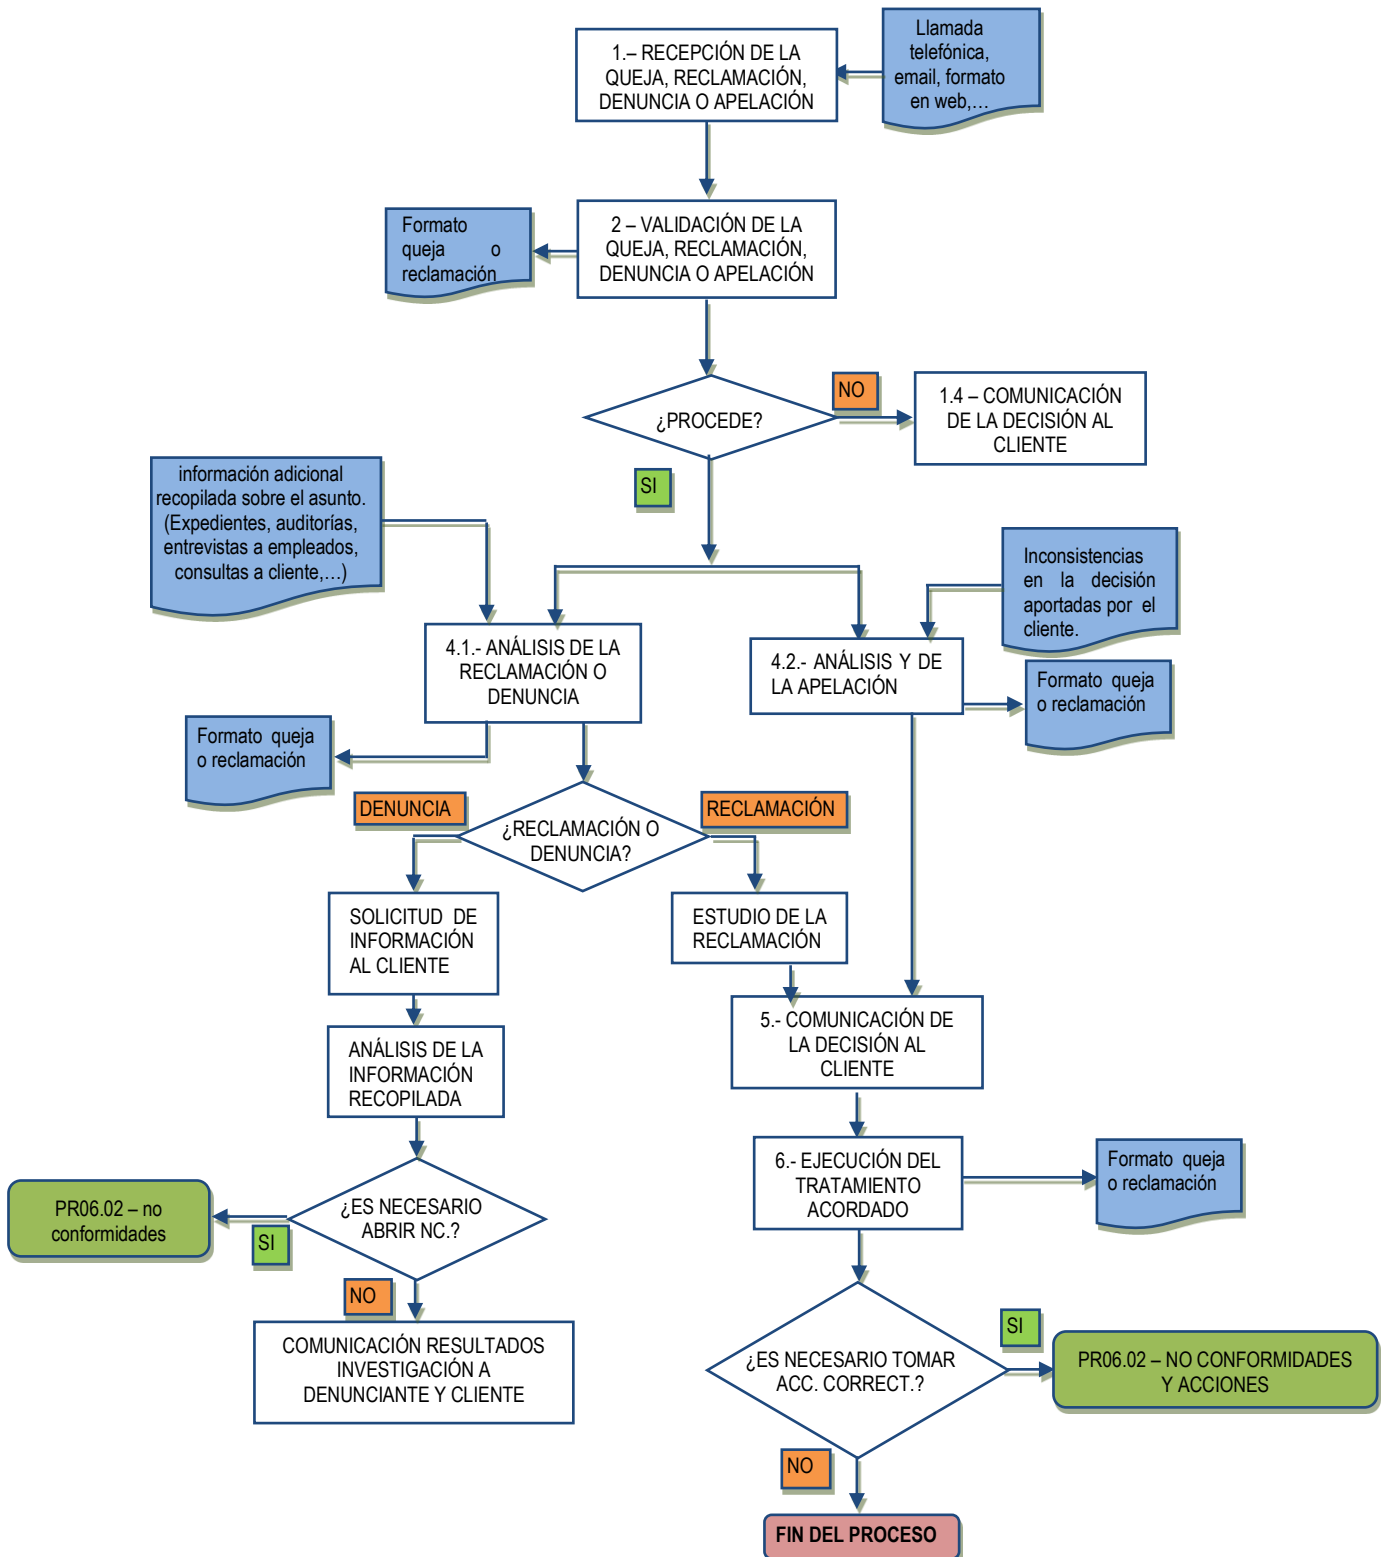 1.– RECEPCIÓN DE LA
QUEJA, RECLAMACIÓN,
DENUNCIA O APELACIÓN
Llamada
telefónica,
email, formato
en web,…
2 – VALIDACIÓN DE LA
QUEJA, RECLAMACIÓN,
DENUNCIA O APELACIÓN
Formato
queja o
reclamación
¿PROCEDE?
NO
1.4 – COMUNICACIÓN
DE LA DECISIÓN AL
CLIENTE
SI
información adicional
recopilada sobre el asunto.
(Expedientes, auditorías,
entrevistas a empleados,
consultas a cliente,…)
Inconsistencias
en la decisión
aportadas por el
cliente.
4.1.- ANÁLISIS DE LA
RECLAMACIÓN O
DENUNCIA
4.2.- ANÁLISIS Y DE
LA APELACIÓN
Formato queja
o reclamación
Formato queja
o reclamación
DENUNCIA
¿RECLAMACIÓN O
DENUNCIA?
RECLAMACIÓN
SOLICITUD DE
INFORMACIÓN
AL CLIENTE
ESTUDIO DE LA
RECLAMACIÓN
ANÁLISIS DE LA
INFORMACIÓN
RECOPILADA
5.- COMUNICACIÓN DE
LA DECISIÓN AL
CLIENTE
6.- EJECUCIÓN DEL
TRATAMIENTO
ACORDADO
Formato queja
o reclamación
PR06.02 – no
conformidades
SI
¿ES NECESARIO
ABRIR NC.?
NO
COMUNICACIÓN RESULTADOS
INVESTIGACIÓN A
DENUNCIANTE Y CLIENTE
¿ES NECESARIO TOMAR
ACC. CORRECT.?
SI
PR06.02 – NO CONFORMIDADES
Y ACCIONES
NO
FIN DEL PROCESO